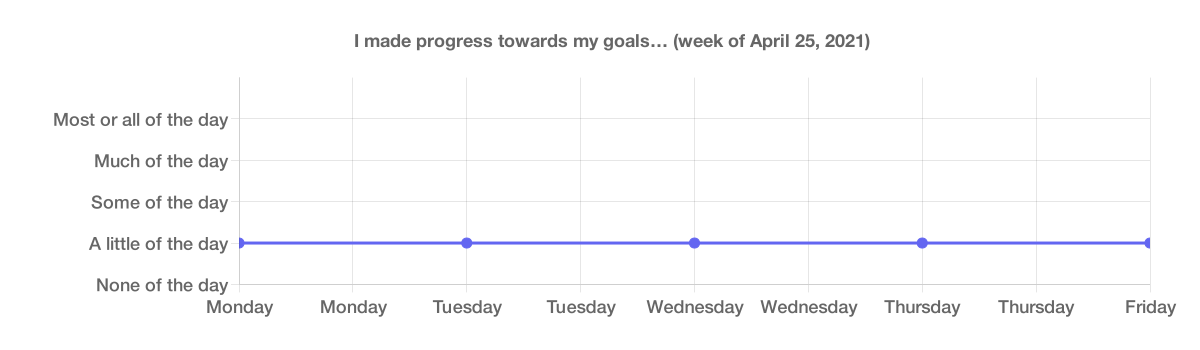 I made progress towards my goals… (week of April 25, 2021)
Most or all of the day
Much of the day
Some of the day
A little of the day
None of the day
Monday Monday Tuesday Tuesday Wednesday Wednesday Thursday Thursday Friday